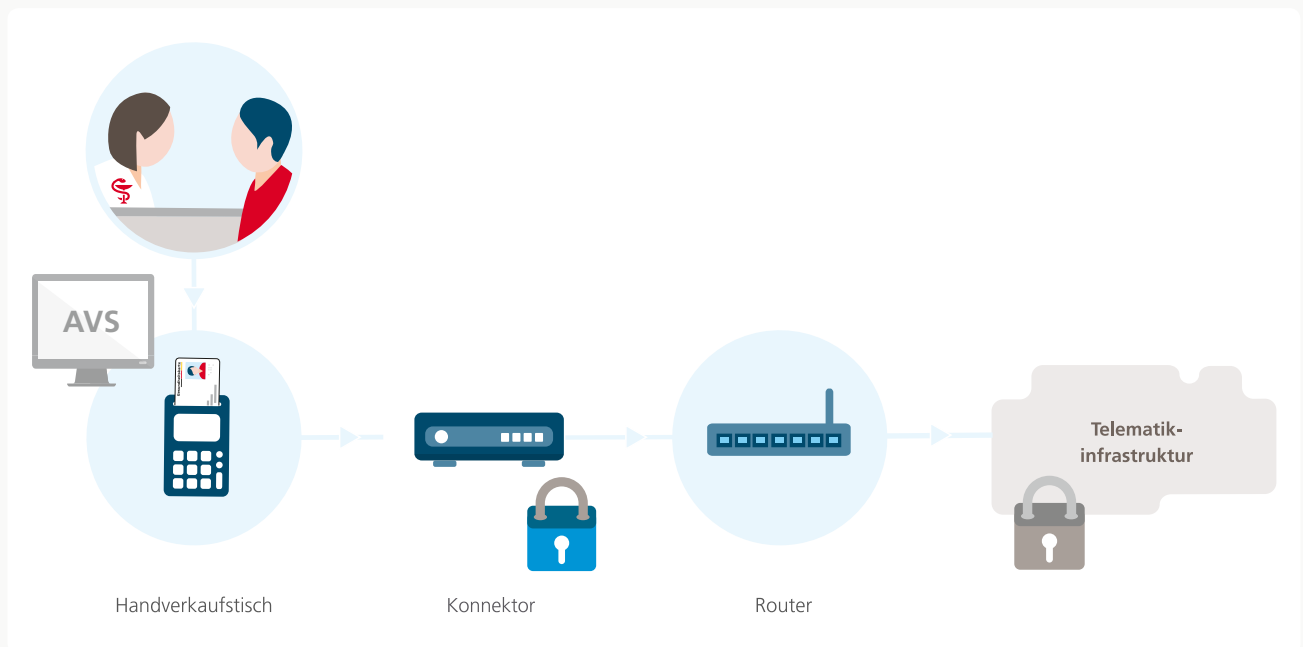 AVS
Telematik-
infrastruktur
Handverkaufstisch
Konnektor
Router